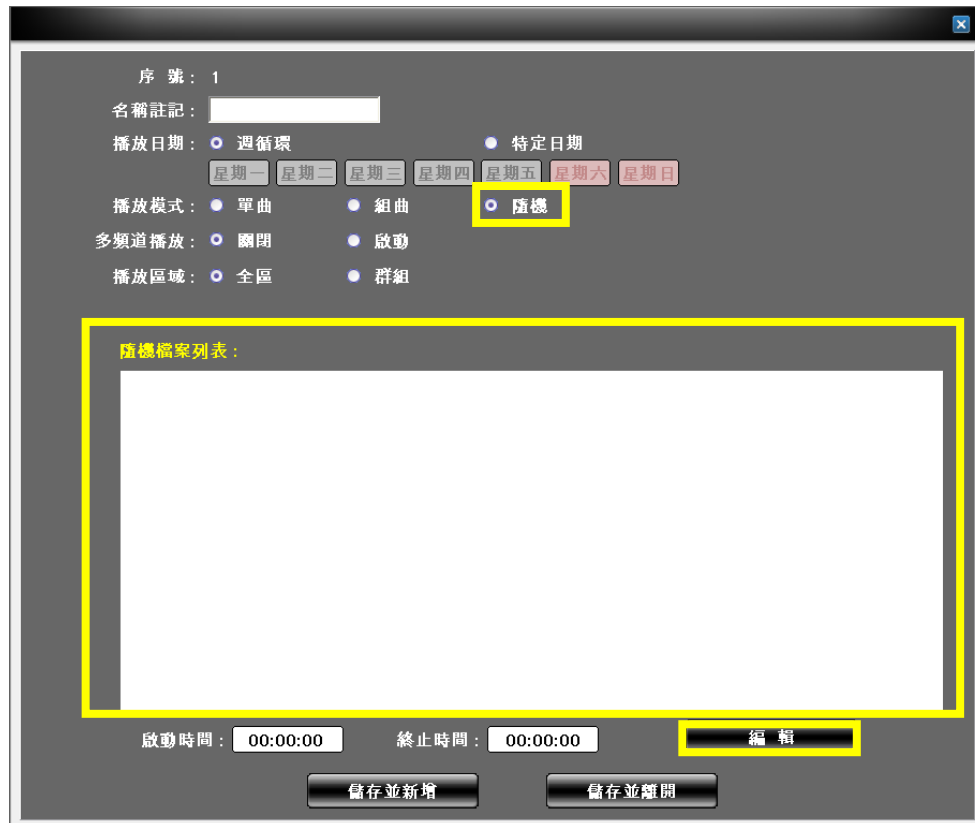 序 號： 1
名稱註記：
播放日期： 週循環 特定日期
星期一 星期二 星期三 星期四 星期五 星期六 星期日
播放模式： 單曲 組曲 隨機
多頻道播放： 關閉 啟動
播放區域： 全區 群組
隨機檔案列表：
啟動時間： 00:00:00 終止時間： 00:00:00 編 輯
儲存並新增 儲存並離開